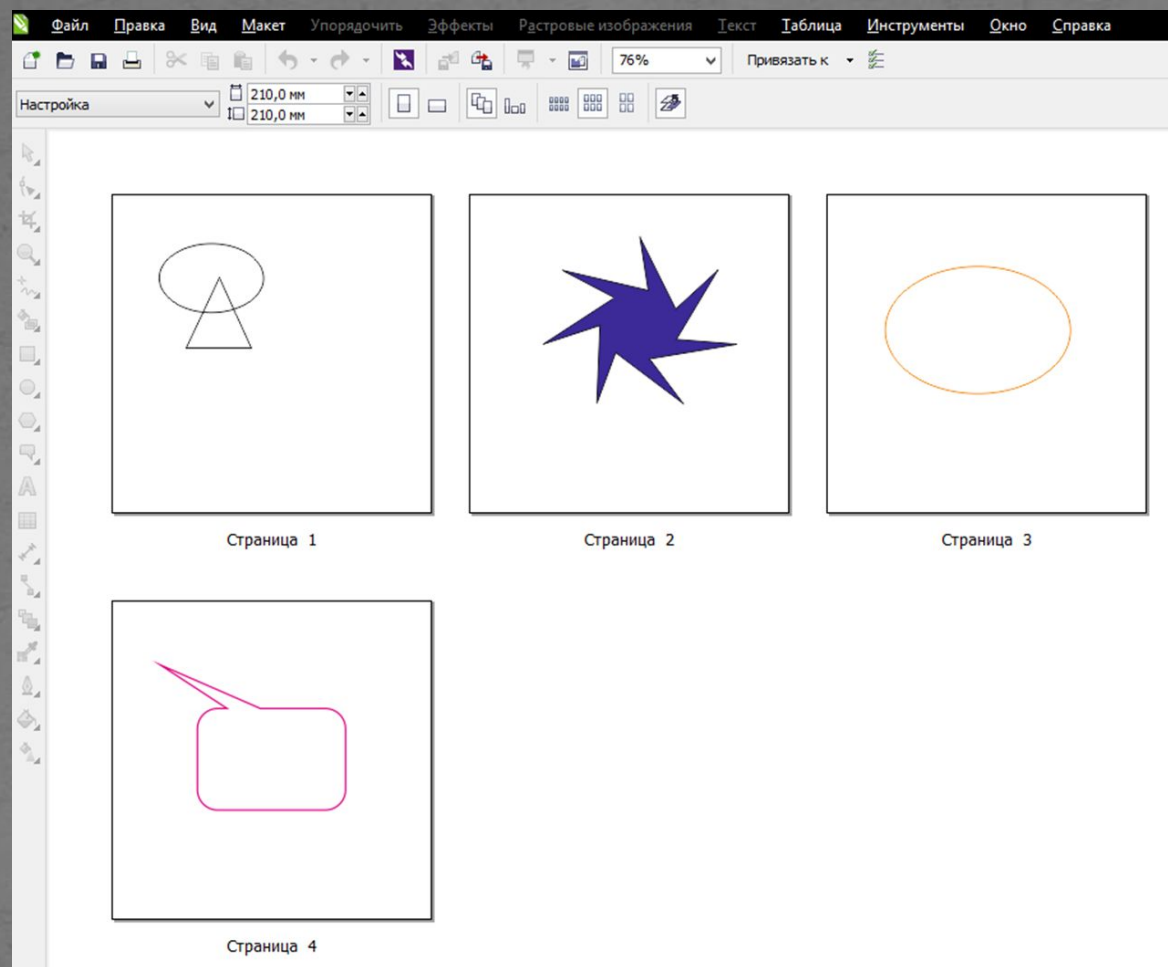 Файл Правка Вид Макет Упорядочить Эффекты Растровые изображения Текст Таблица Инструменты Окно Справка
76% Привязать к
Настройка 210,0 мм
210,0 мм
Страница 1 Страница 2 Страница 3
Страница 4